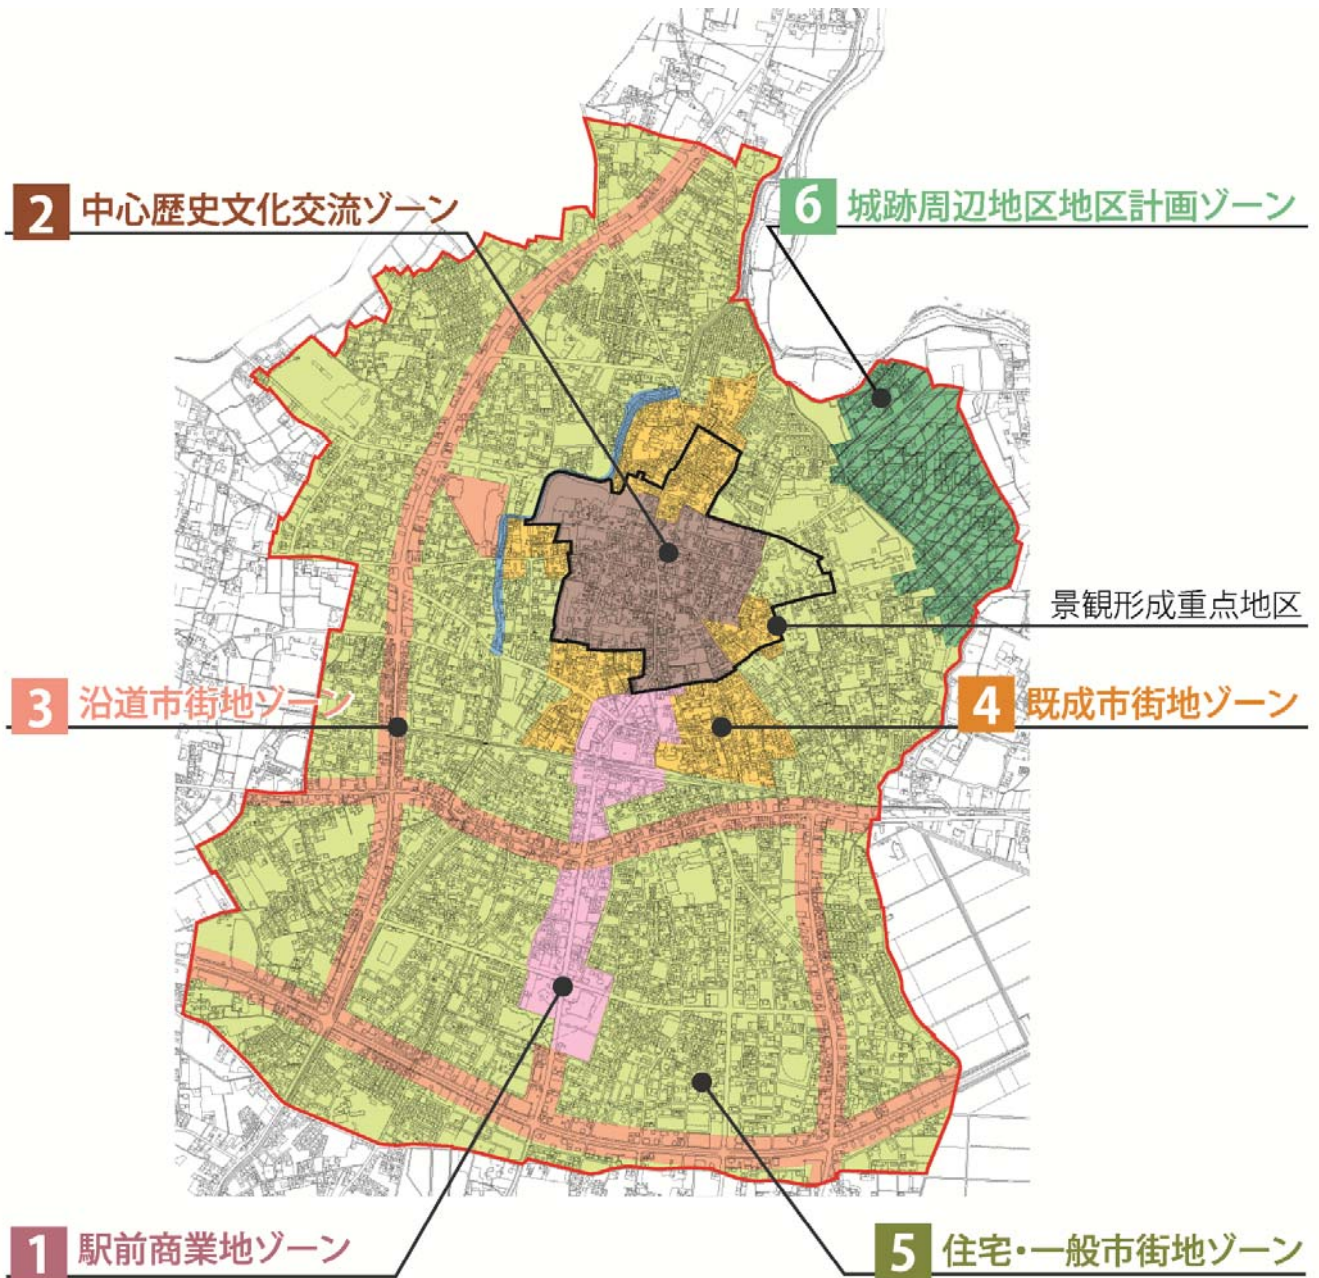 2 中心歴史文化交流ゾーン
6 城跡周辺地区地区計画ゾーン
景観形成重点地区
3 沿道市街地ゾーン
4 既成市街地ゾーン
1 駅前商業地ゾーン
5 住宅・一般市街地ゾーン